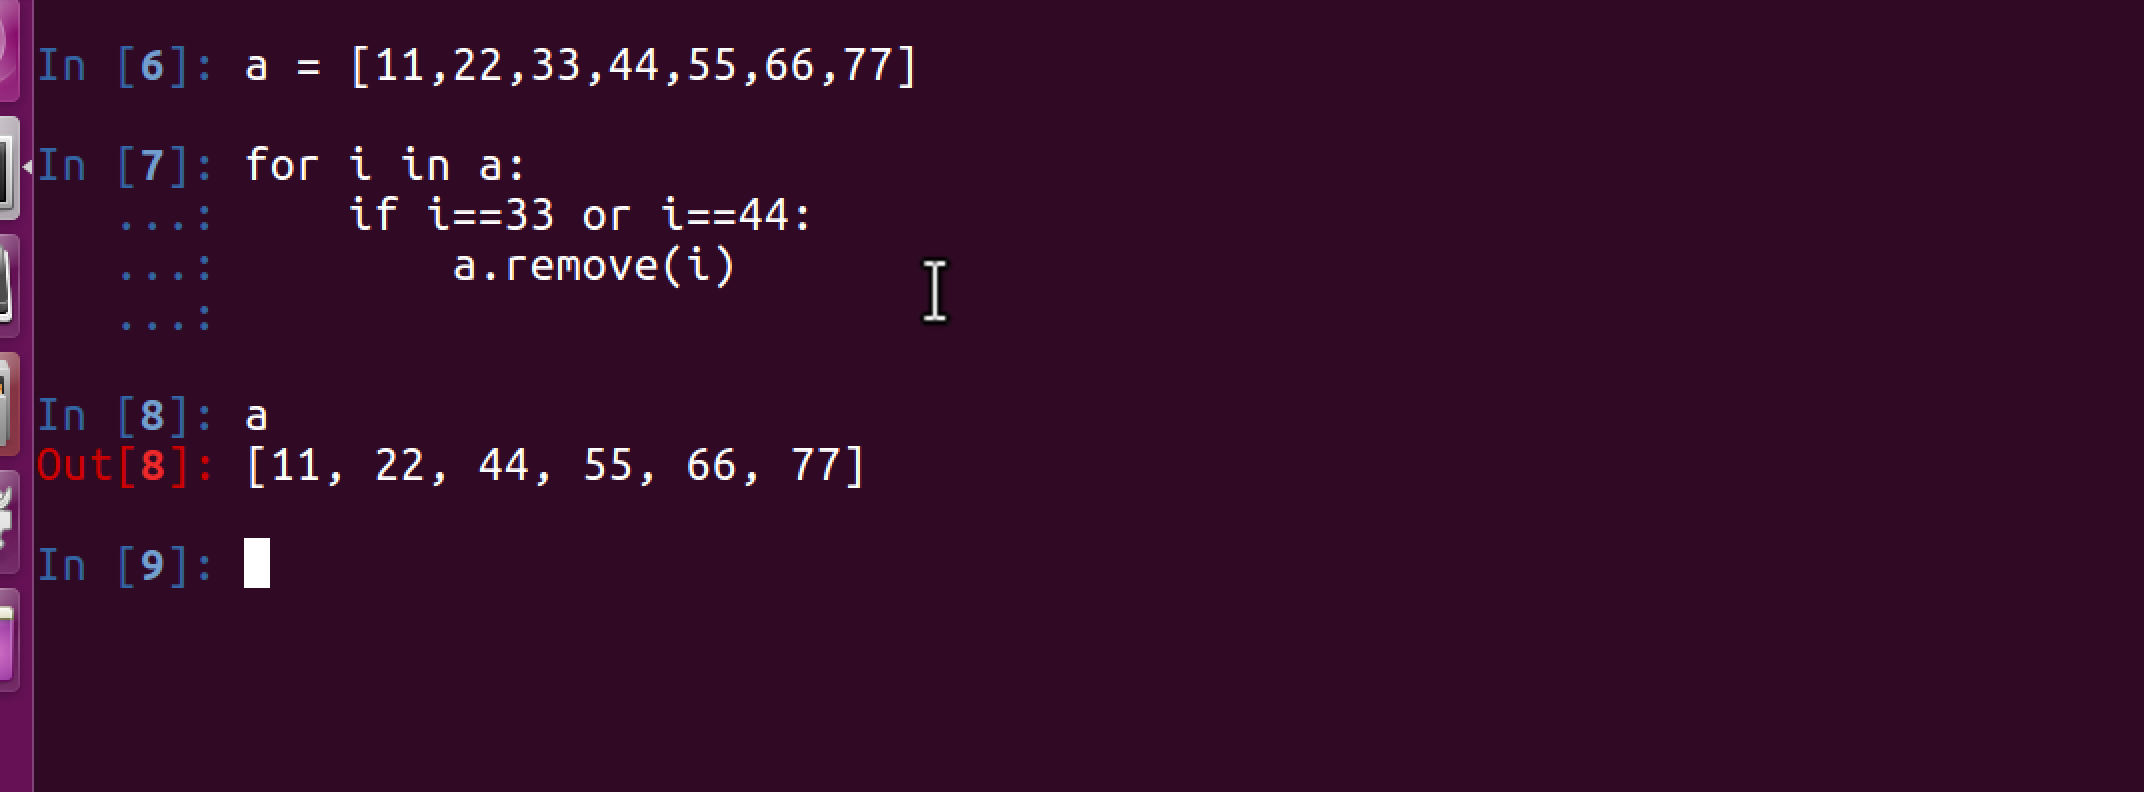 In [6]: a = [11,22,33,44,55,66,77]
In [7]: for i in a:
   ...:     if i==33 or i==44:
   ...:         a.remove(i)
   ...:
In [8]: a
Out[8]: [11, 22, 44, 55, 66, 77]
In [9]: